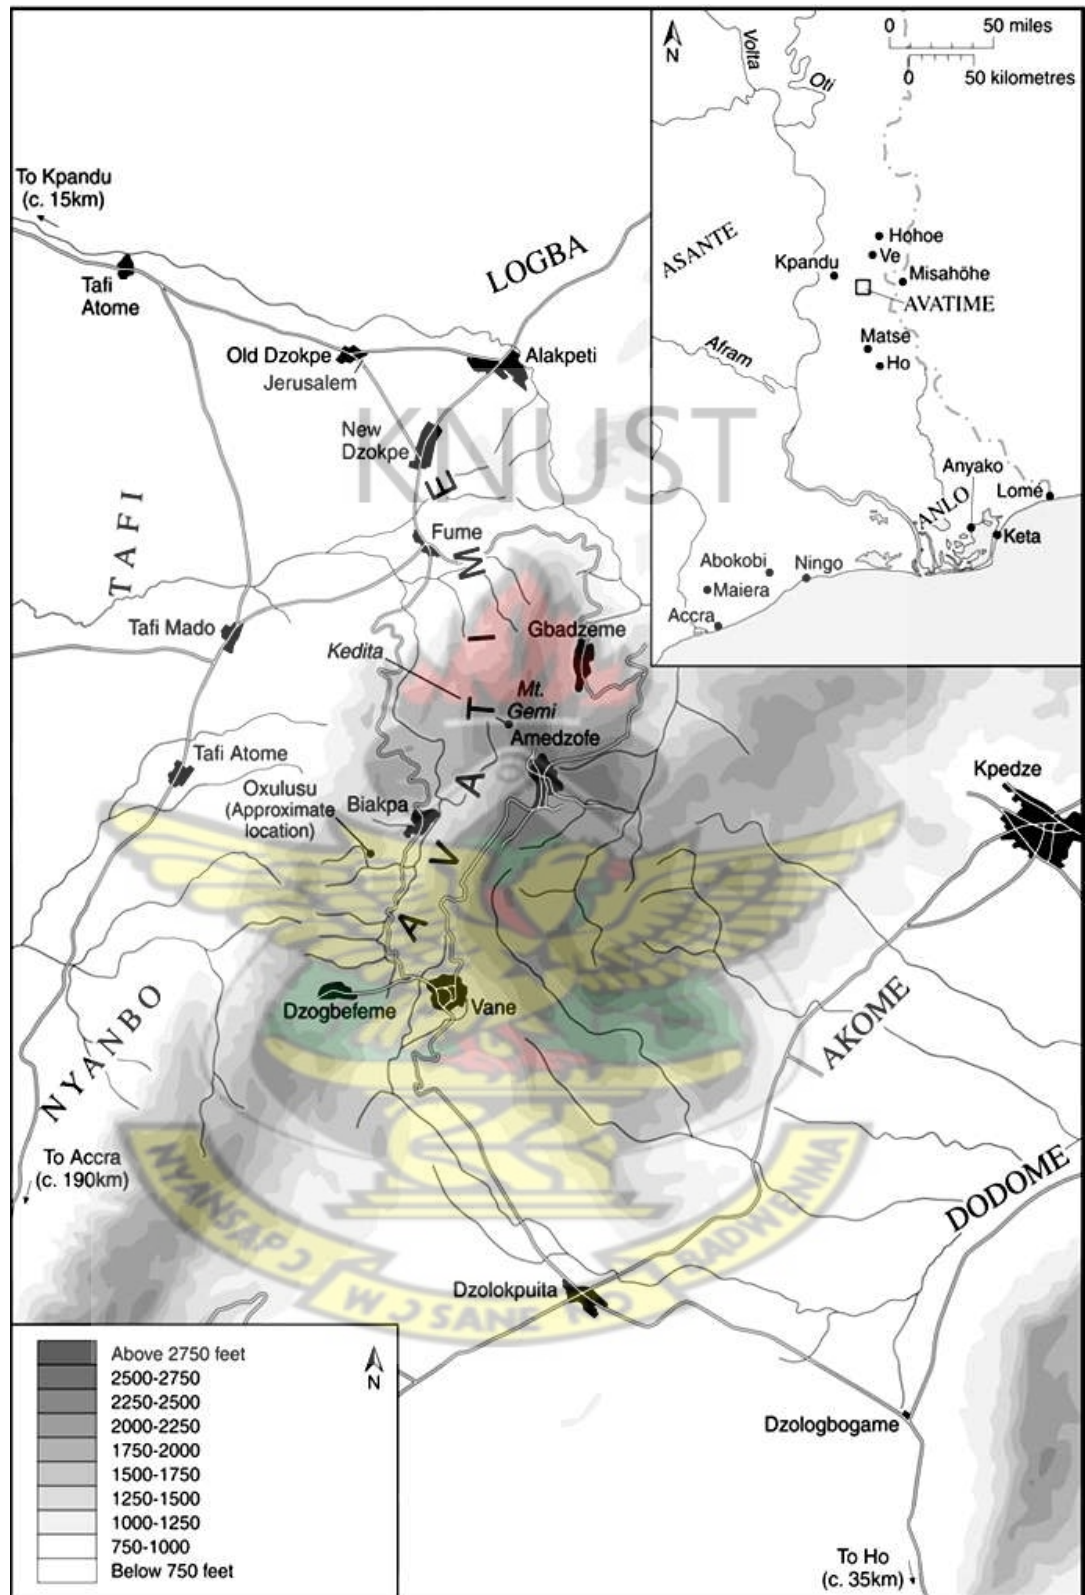 To Kpandu
(c. 15km)
Tafi
Atome
LOGBA
Old Dzokpe
Jerusalem
Alakpeti
New
Dzokpe
KNUST
TAFI
Fume
Tafi Mado
Kedita
Gbadzeme
Mt.
Gemi
Amedzofe
Tafi Atome
Oxulusu
(Approximate
location)
Biakpa
AVATIME
Kpedze
Dzogbefeme
Vane
NYANBO
AKOME
To Accra
(c. 190km)
DODOME
NYANSAPƆ
WƆSANE NO
BADWENMA
Dzolokpuita
Dzologbogame
To Ho
(c. 35km)
N
0 50 miles
0 50 kilometres
Volta
Oti
ASANTE
Hohoe
Ve
Kpandu
Misahöhe
AVATIME
Matse
Ho
Afram
Anyako
Lomé
ANLO
Keta
Abokobi
Ningo
Maiera
Accra
Above 2750 feet
2500-2750
2250-2500
2000-2250
1750-2000
1500-1750
1250-1500
1000-1250
750-1000
Below 750 feet
N